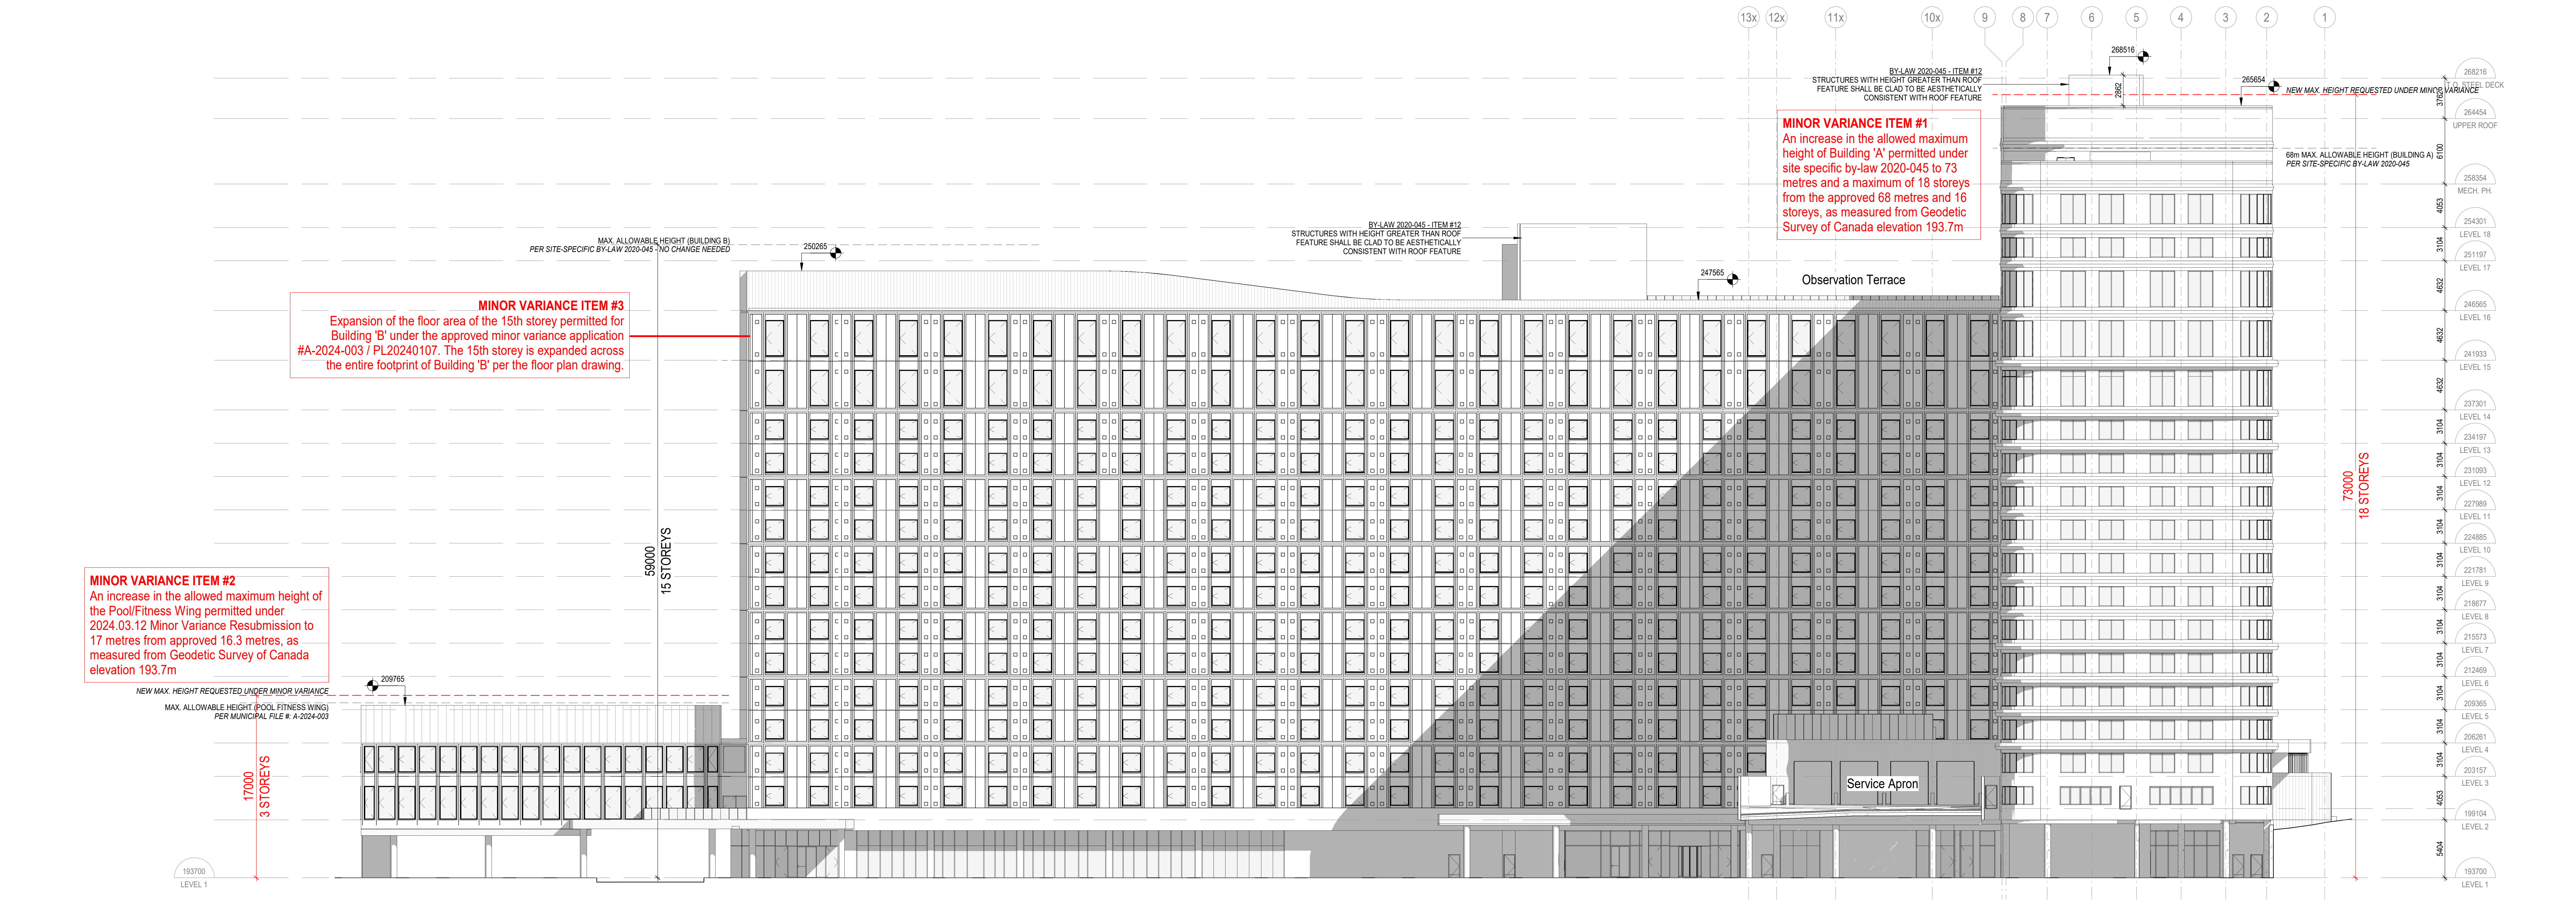 13x 12x 11x 10x 9 8 7 6 5 4 3 2 1
268516
BY-LAW 2020-045 - ITEM #12
STRUCTURES WITH HEIGHT GREATER THAN ROOF
FEATURE SHALL BE CLAD TO BE AESTHETICALLY
CONSISTENT WITH ROOF FEATURE
2862
265654
NEW MAX. HEIGHT REQUESTED UNDER MINOR VARIANCE
MINOR VARIANCE ITEM #1
An increase in the allowed maximum
height of Building 'A' permitted under
site specific by-law 2020-045 to 73
metres and a maximum of 18 storeys
from the approved 68 metres and 16
storeys, as measured from Geodetic
Survey of Canada elevation 193.7m
68m MAX. ALLOWABLE HEIGHT (BUILDING A)
PER SITE-SPECIFIC BY-LAW 2020-045
MAX. ALLOWABLE HEIGHT (BUILDING B)
PER SITE-SPECIFIC BY-LAW 2020-045 - NO CHANGE NEEDED
250265
BY-LAW 2020-045 - ITEM #12
STRUCTURES WITH HEIGHT GREATER THAN ROOF
FEATURE SHALL BE CLAD TO BE AESTHETICALLY
CONSISTENT WITH ROOF FEATURE
247565
Observation Terrace
MINOR VARIANCE ITEM #3
Expansion of the floor area of the 15th storey permitted for
Building 'B' under the approved minor variance application
#A-2024-003 / PL20240107. The 15th storey is expanded across
the entire footprint of Building 'B' per the floor plan drawing.
59000
15 STOREYS
MINOR VARIANCE ITEM #2
An increase in the allowed maximum height of
the Pool/Fitness Wing permitted under
2024.03.12 Minor Variance Resubmission to
17 metres from approved 16.3 metres, as
measured from Geodetic Survey of Canada
elevation 193.7m
209765
NEW MAX. HEIGHT REQUESTED UNDER MINOR VARIANCE
MAX. ALLOWABLE HEIGHT (POOL FITNESS WING)
PER MUNICIPAL FILE #: A-2024-003
17000
3 STOREYS
193700
LEVEL 1
Service Apron
73000
18 STOREYS
268216
T.O. STEEL DECK
3762
264454
UPPER ROOF
6100
258354
MECH. PH.
4053
254301
LEVEL 18
3104
251197
LEVEL 17
4632
246565
LEVEL 16
4632
241933
LEVEL 15
4632
237301
LEVEL 14
3104
234197
LEVEL 13
3104
231093
LEVEL 12
3104
227989
LEVEL 11
3104
224885
LEVEL 10
3104
221781
LEVEL 9
3104
218677
LEVEL 8
3104
215573
LEVEL 7
3104
212469
LEVEL 6
3104
209365
LEVEL 5
3104
206261
LEVEL 4
3104
203157
LEVEL 3
4053
199104
LEVEL 2
5404
193700
LEVEL 1